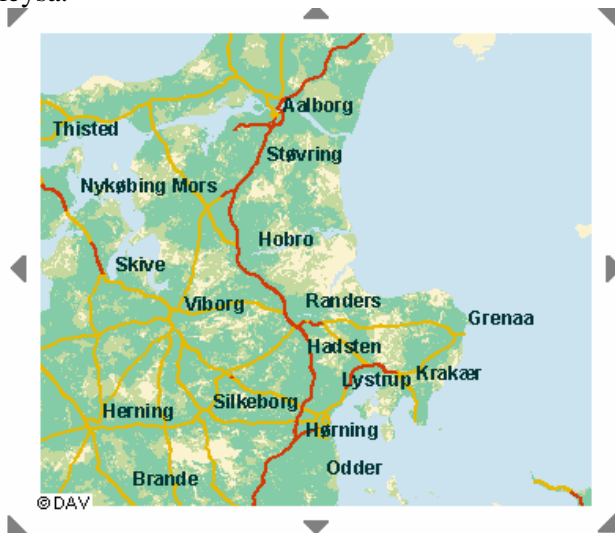 Aalborg
Thisted
Støvring
Nykøbing Mors
Hobro
Skive
Viborg
Randers
Grenaa
Hadsten
Lystrup
Krakær
Silkeborg
Herning
Hørning
Odder
Brande
©DAV